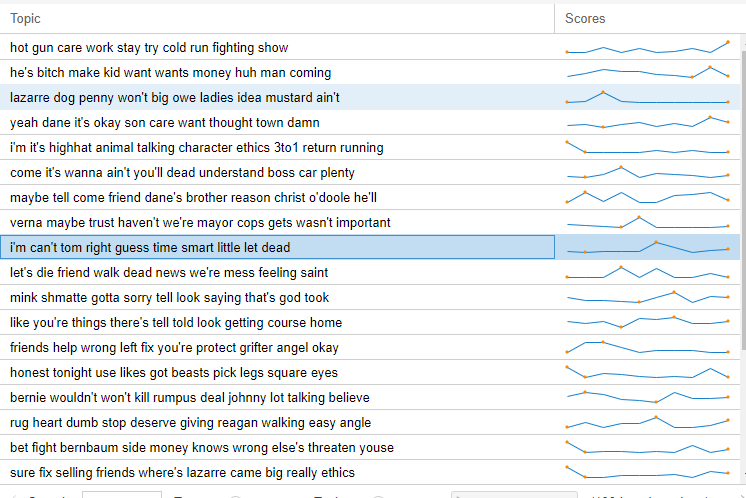 Topic Scores
hot gun care work stay try cold run fighting show
he's bitch make kid want wants money huh man coming
lazarre dog penny won't big owe ladies idea mustard ain't
yeah dane it's okay son care want thought town damn
i'm it's highhat animal talking character ethics 3to1 return running
come it's wanna ain't you'll dead understand boss car plenty
maybe tell come friend dane's brother reason christ o'doole he'll
verna maybe trust haven't we're mayor cops gets wasn't important
i'm can't tom right guess time smart little let dead
let's die friend walk dead news we're mess feeling saint
mink shmatte gotta sorry tell look saying that's god took
like you're things there's tell told look getting course home
friends help wrong left fix you're protect grifter angel okay
honest tonight use likes got beasts pick legs square eyes
bernie wouldn't won't kill rumpus deal johnny lot talking believe
rug heart dumb stop deserve giving reagan walking easy angle
bet fight bernbaum side money knows wrong else's threaten youse
sure fix selling friends where's lazarre came big really ethics